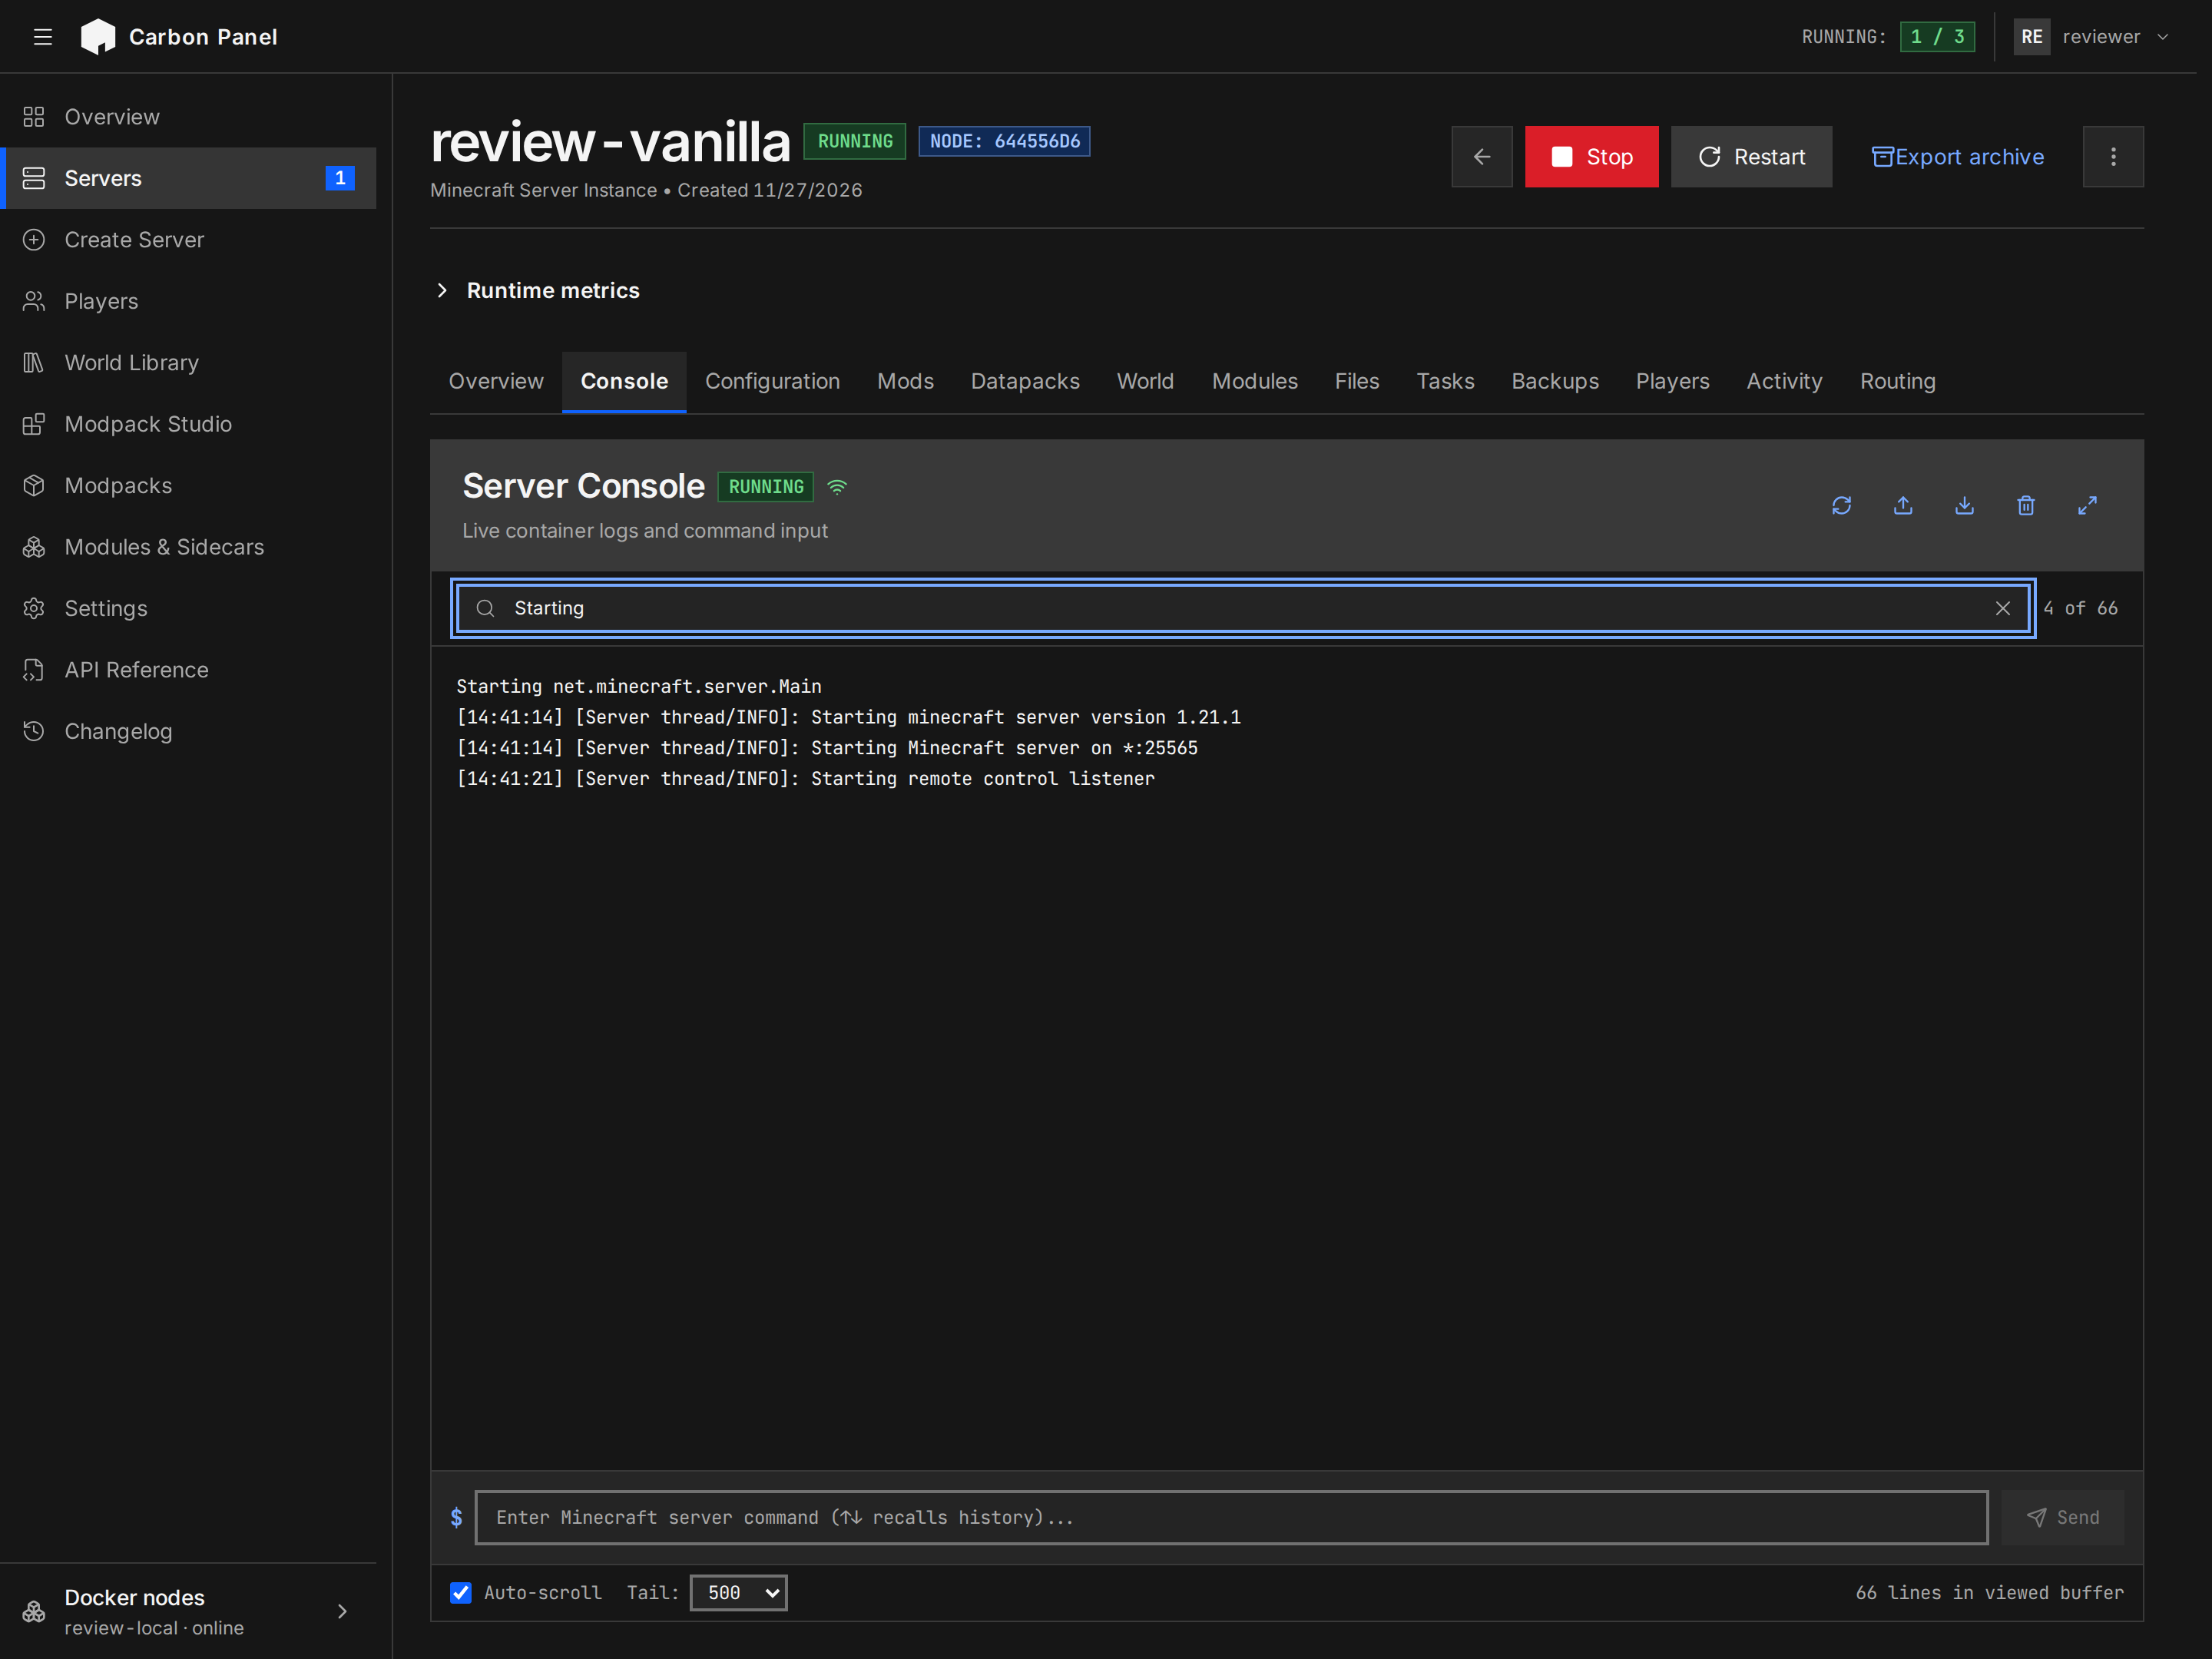 Carbon Panel
RUNNING: 1 / 3
RE reviewer
Overview
Servers 1
Create Server
Players
World Library
Modpack Studio
Modpacks
Modules & Sidecars
Settings
API Reference
Changelog
Docker nodes
review-local · online
review-vanilla RUNNING NODE: 644556D6
Minecraft Server Instance • Created 11/27/2026
Stop
Restart
Export archive
Runtime metrics
Overview Console Configuration Mods Datapacks World Modules Files Tasks Backups Players Activity Routing
Server Console RUNNING
Live container logs and command input
Starting
4 of 66
Starting net.minecraft.server.Main
[14:41:14] [Server thread/INFO]: Starting minecraft server version 1.21.1
[14:41:14] [Server thread/INFO]: Starting Minecraft server on *:25565
[14:41:21] [Server thread/INFO]: Starting remote control listener
$ Enter Minecraft server command (↑↓ recalls history)...
Send
Auto-scroll Tail: 500
66 lines in viewed buffer